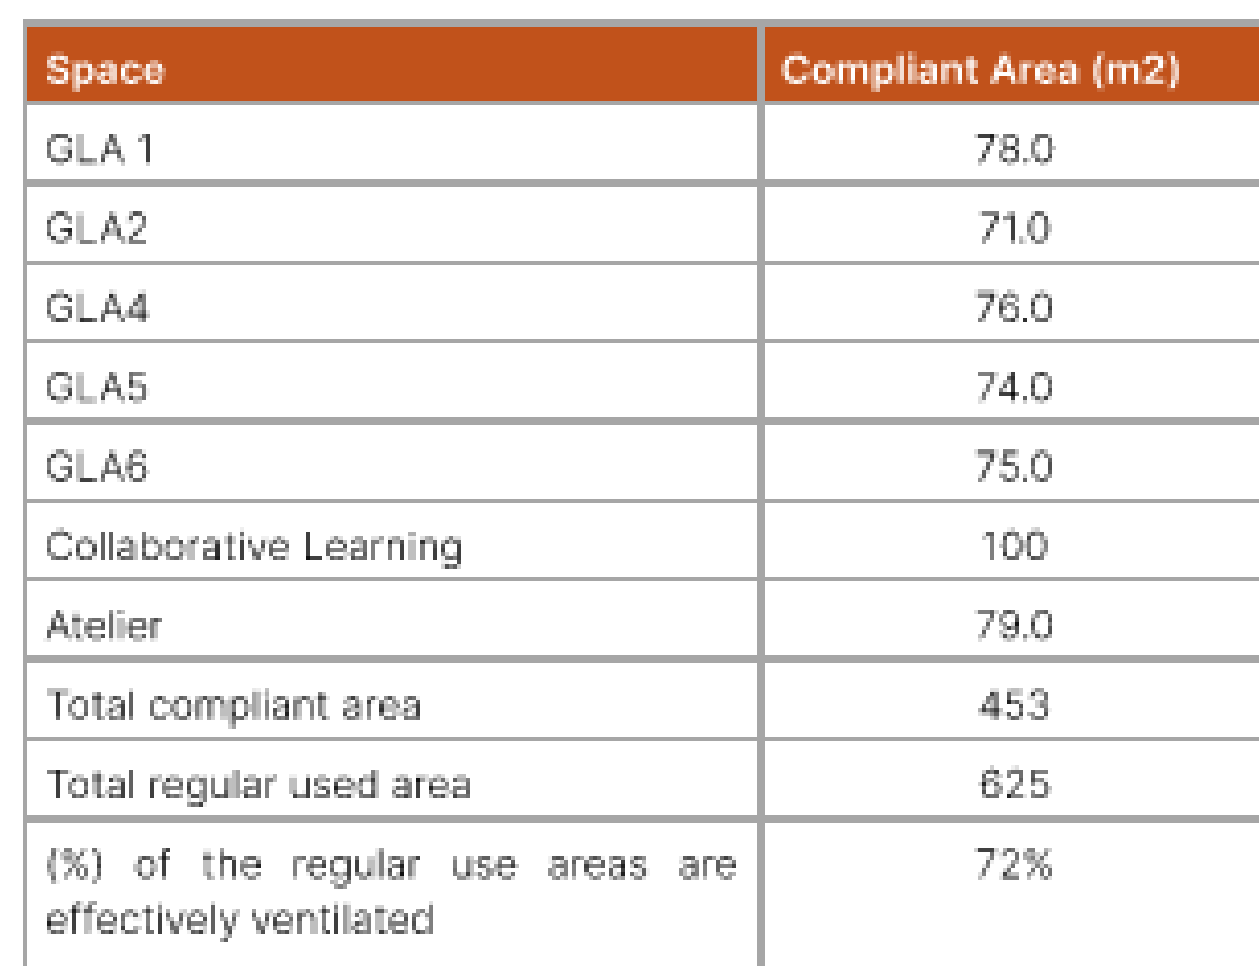 Space Compliant Area (m2)
GLA 1 78.0
GLA2 71.0
GLA4 76.0
GLA5 74.0
GLA6 75.0
Collaborative Learning 100
Atelier 79.0
Total compliant area 453
Total regular used area 625
(%) of the regular use areas are 72%
effectively ventilated